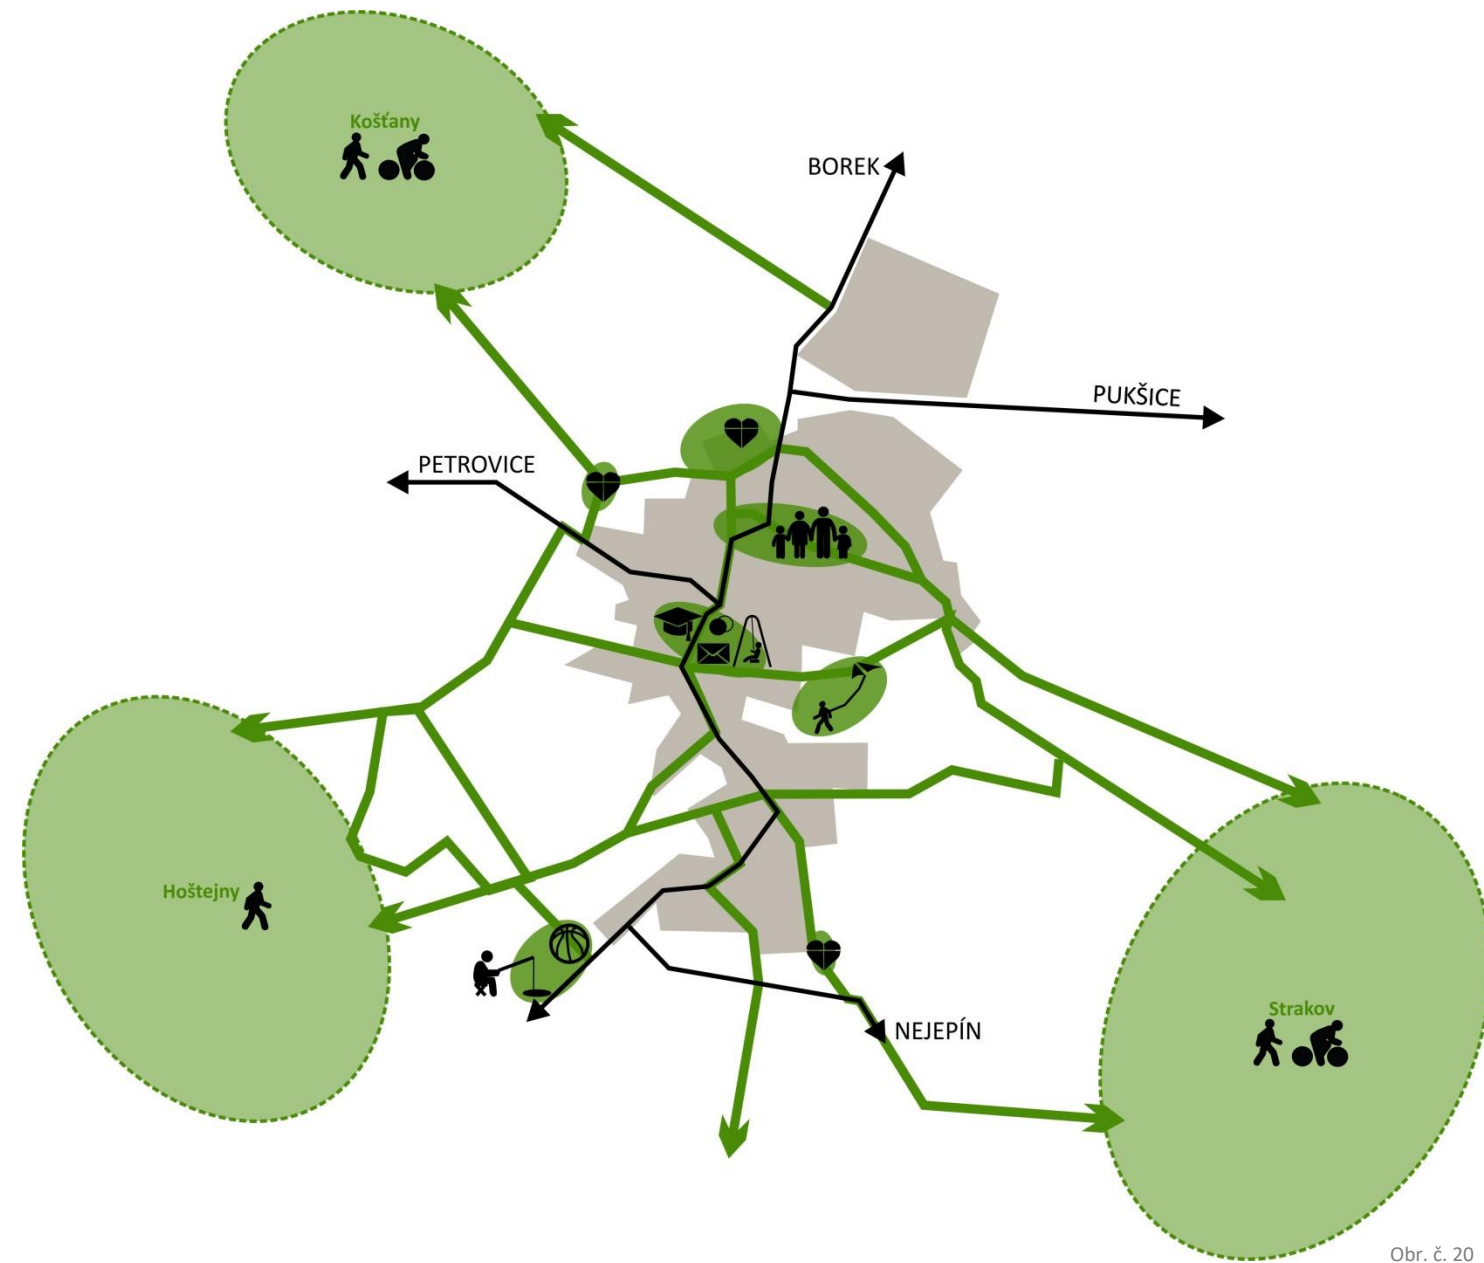 Košťany
BOREK
PUKŠICE
PETROVICE
Hoštejny
Strakov
NEJEPÍN
Obr. č. 20